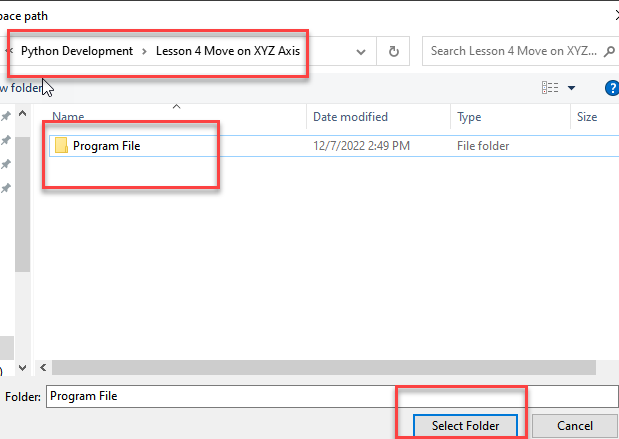 pace path
« Python Development > Lesson 4 Move on XYZ Axis
Search Lesson 4 Move on XYZ...
w folder
?
Name Date modified Type Size
Program File 12/7/2022 2:49 PM File folder
)
Folder: Program File
Select Folder Cancel